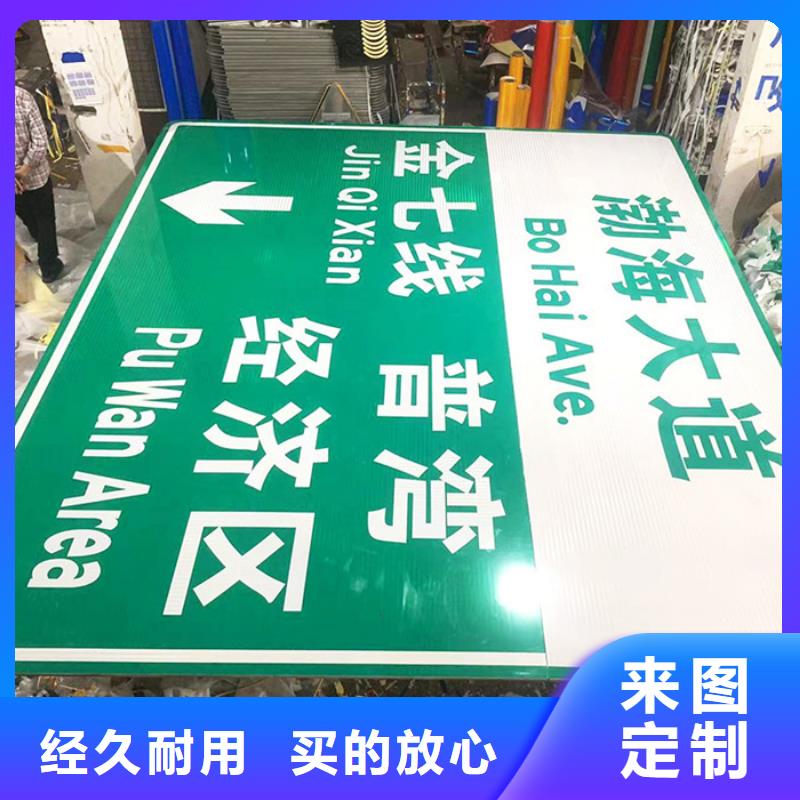 渤海大道
Bo Hai Ave.
金七线 普湾
Jin Qi Xian
经济区
Pu Wan Area
经久耐用 买的放心
来图
定制